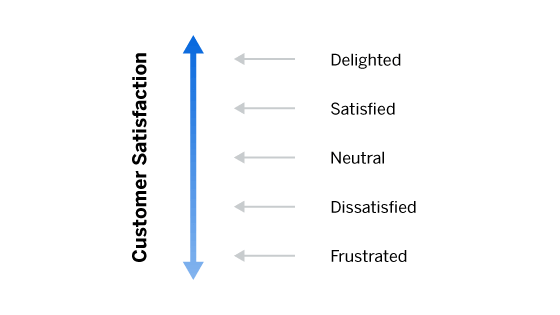 Customer Satisfaction
Delighted
Satisfied
Neutral
Dissatisfied
Frustrated